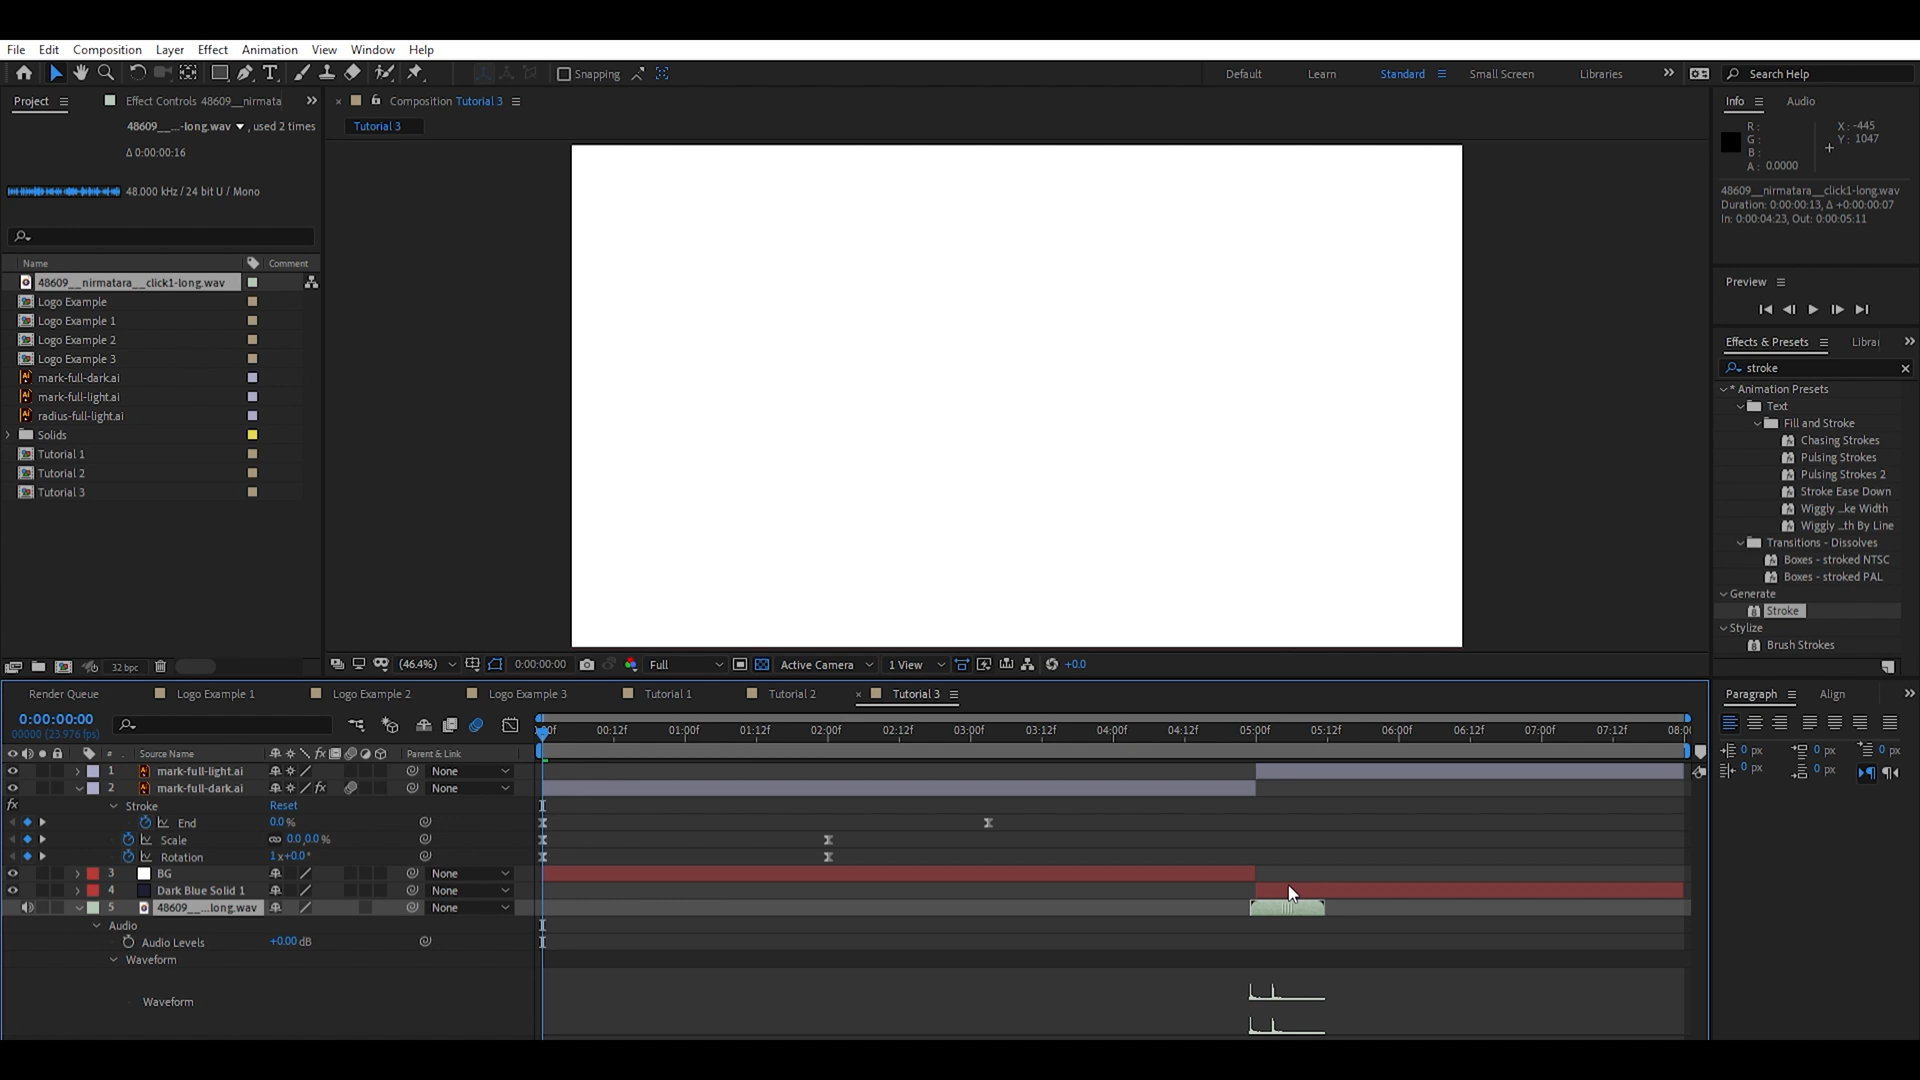 File Edit Composition Layer Effect Animation View Window Help
Snapping
Default Learn Standard Small Screen Libraries Search Help
Project Effect Controls 48609__nirmata
Composition Tutorial 3
Info Audio
48609__...-long.wav , used 2 times
Tutorial 3
Δ 0:00:00:16
R :
G :
B :
A : 0.0000
X : -445
Y : 1047
48.000 kHz / 24 bit U / Mono
48609__nirmatara__click1-long.wav
Duration: 0:00:00:13, Δ +0:00:00:07
In: 0:00:04:23, Out: 0:00:05:11
Name Comment
48609__nirmatara__click1-long.wav
Logo Example
Logo Example 1
Logo Example 2
Logo Example 3
mark-full-dark.ai
mark-full-light.ai
radius-full-light.ai
Solids
Tutorial 1
Tutorial 2
Tutorial 3
Preview
Effects & Presets Librai
stroke
* Animation Presets
Text
Fill and Stroke
Chasing Strokes
Pulsing Strokes
Pulsing Strokes 2
Stroke Ease Down
Wiggly ...ke Width
Wiggly ...th By Line
Transitions - Dissolves
Boxes - stroked NTSC
Boxes - stroked PAL
Generate
Stroke
Stylize
Brush Strokes
32 bpc
(46.4%) 0:00:00:00 Full Active Camera 1 View +0.0
Render Queue Logo Example 1 Logo Example 2 Logo Example 3 Tutorial 1 Tutorial 2 Tutorial 3
Paragraph Align
0:00:00:00
00000 (23.976 fps)
00:12f 01:00f 01:12f 02:00f 02:12f 03:00f 03:12f 04:00f 04:12f 05:00f 05:12f 06:00f 06:12f 07:00f 07:12f 08:0
# Source Name fx Parent & Link
1 mark-full-light.ai None
2 mark-full-dark.ai fx None
fx Stroke Reset
End 0.0 %
Scale 0.0,0.0 %
Rotation 1x+0.0°
3 BG None
4 Dark Blue Solid 1 None
5 48609__...long.wav None
Audio
Audio Levels +0.00 dB
Waveform
Waveform
0 px 0 px 0 px
0 px 0 px